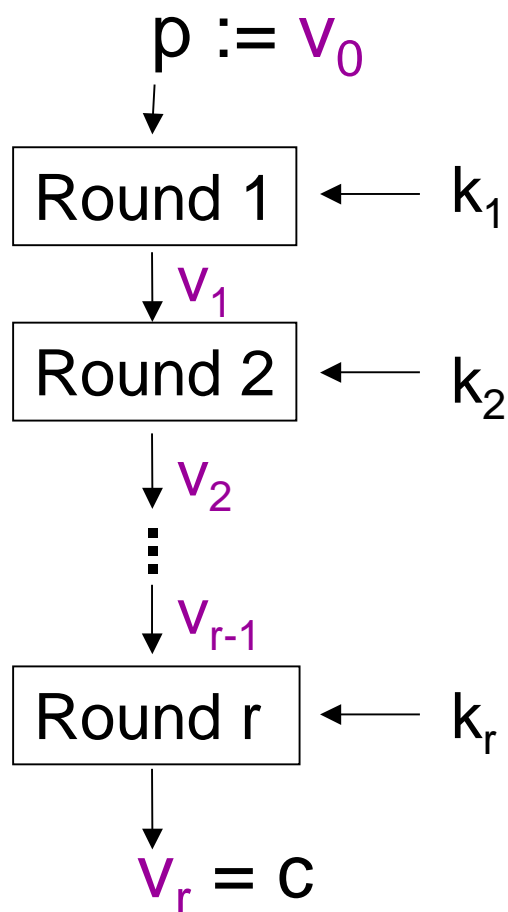 p := v₀
Round 1
k₁
v₁
Round 2
k₂
v₂
⋮
vᵣ₋₁
Round r
kᵣ
vᵣ = c